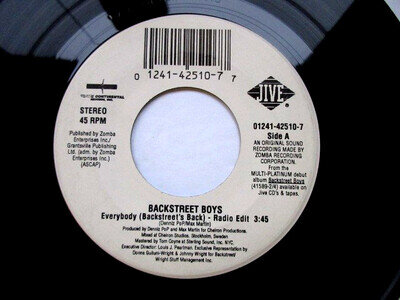 0 1241-42510-7 7
TRANS CONTINENTAL
RECORDS, INC.
JIVE
STEREO
45 RPM
Published by Zomba
Enterprises Inc./
Grantsville Publishing
Ltd. (adm. by Zomba
Enterprises Inc.)
(ASCAP)
01241-42510-7
Side A
AN ORIGINAL SOUND
RECORDING MADE BY
ZOMBA RECORDING
CORPORATION.
From the
MULTI-PLATINUM debut
album Backstreet Boys
(41589-2/4) available on
Jive CD's & tapes.
BACKSTREET BOYS
Everybody (Backstreet's Back) - Radio Edit 3:45
(Denniz PoP/Max Martin)
Produced by Denniz PoP and Max Martin for Cheiron Productions.
Mixed at Cheiron Studios, Stockholm, Sweden
Mastered by Tom Coyne at Sterling Sound, Inc. NYC.
Executive Director: Louis J. Pearlman. Exclusive Representation by
Donna Gullum-Wright & Johnny Wright for Backstreet/
Wright Stuff Management Inc.